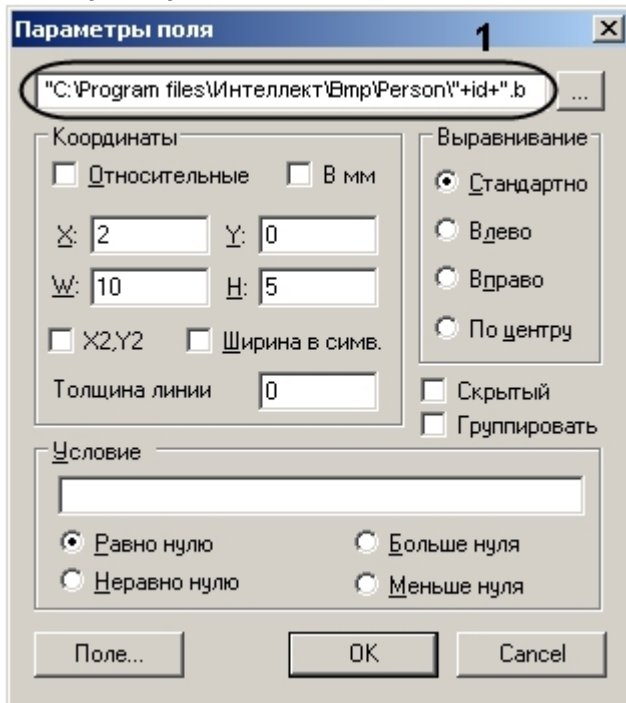 Параметры поля
1
"C:\Program files\Интеллект\Bmp\Person\"+id+".b
...
Координаты
Относительные
В мм
X: 2
Y: 0
W: 10
H: 5
X2,Y2
Ширина в симв.
Толщина линии 0
Выравнивание
Стандартно
Влево
Вправо
По центру
Скрытый
Группировать
Условие
Равно нулю
Больше нуля
Неравно нулю
Меньше нуля
Поле...
OK
Cancel